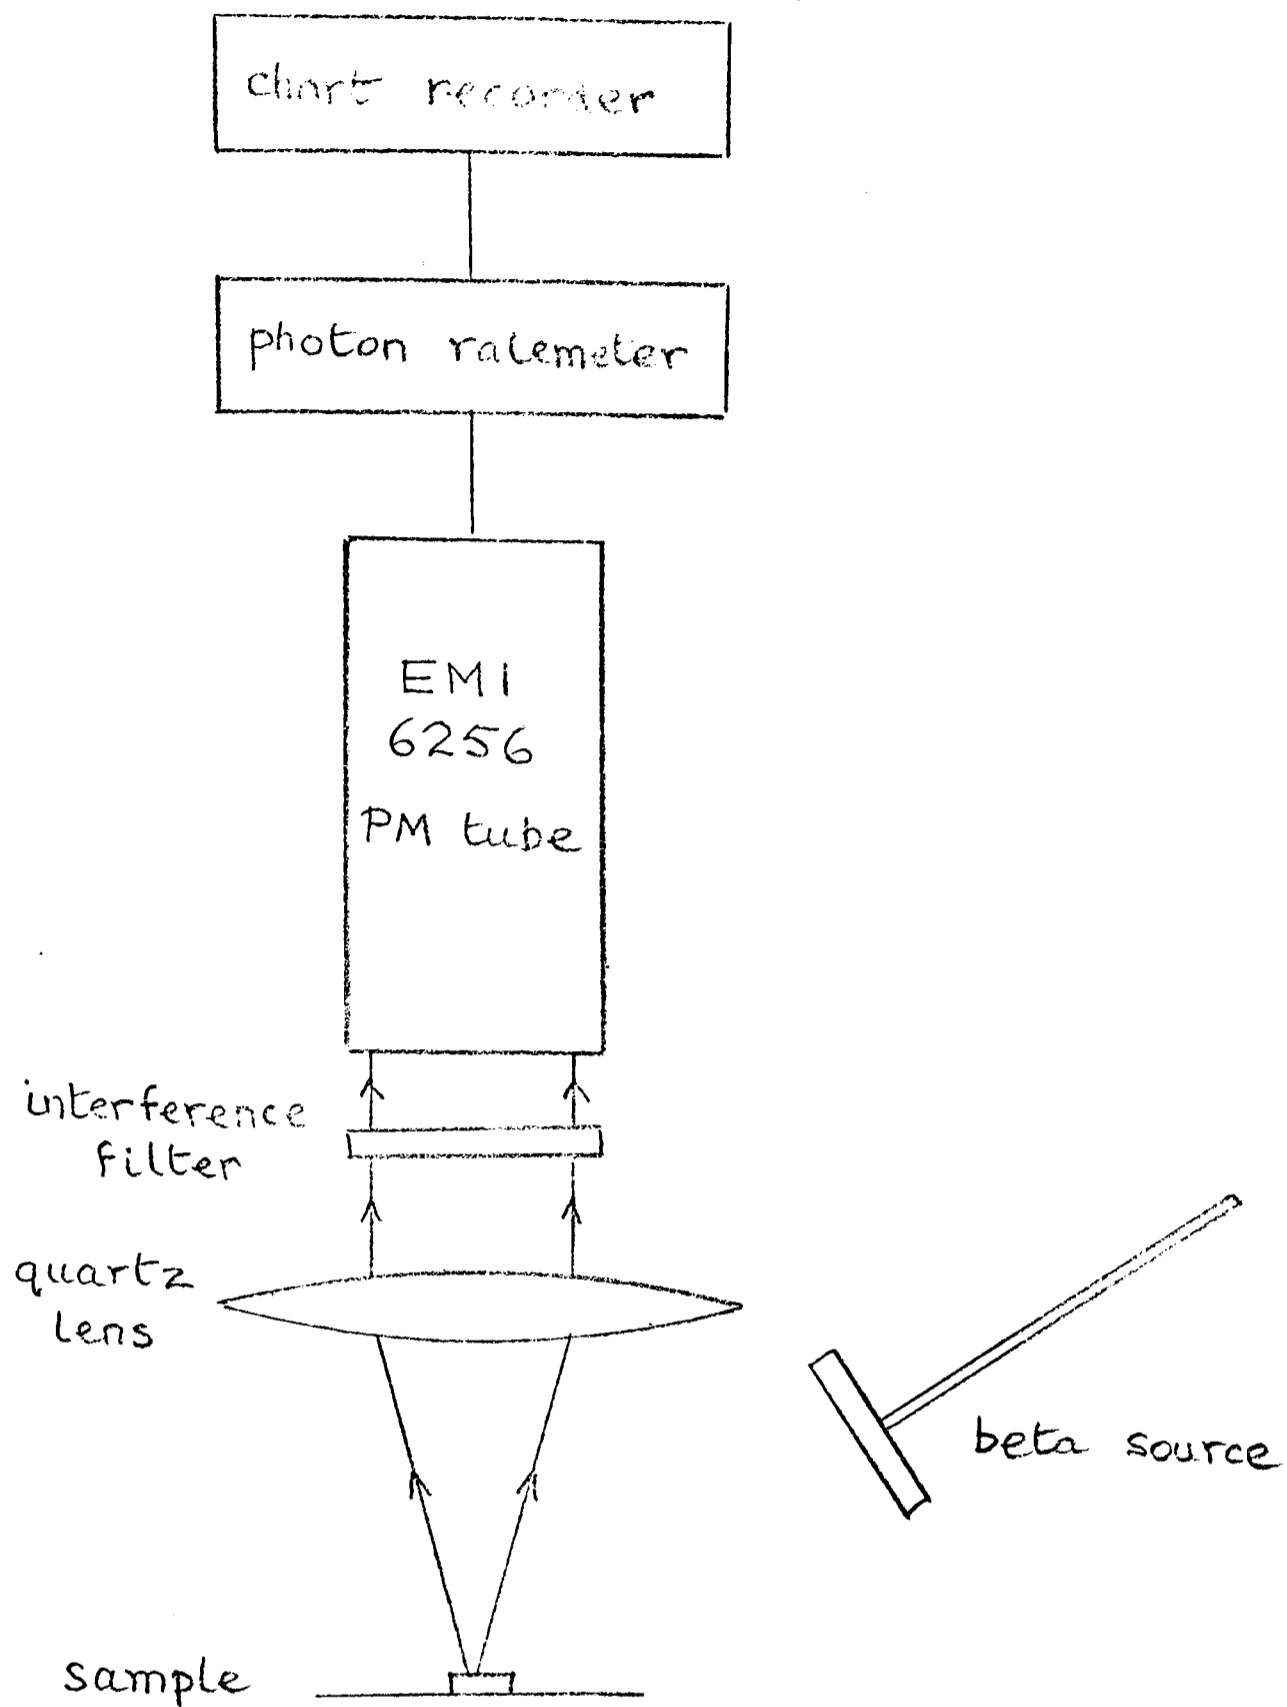 chart recorder
photon ratemeter
EMI
6256
PM tube
interference
filter
quartz
lens
beta source
sample